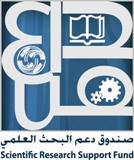 صندوق دعم البحث العلمي
Scientific Research Support Fund